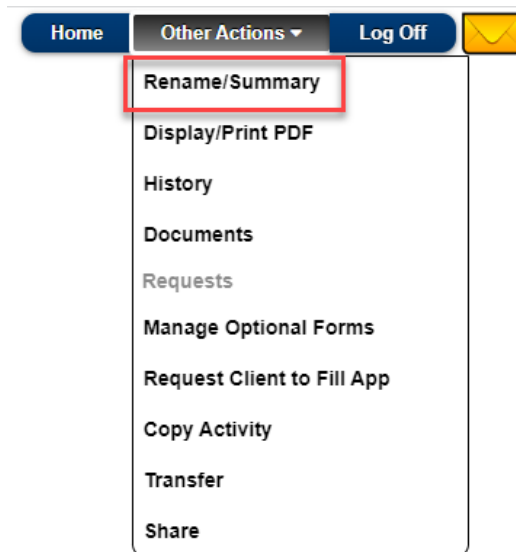 Home Other Actions ▾ Log Off
Rename/Summary
Display/Print PDF
History
Documents
Requests
Manage Optional Forms
Request Client to Fill App
Copy Activity
Transfer
Share